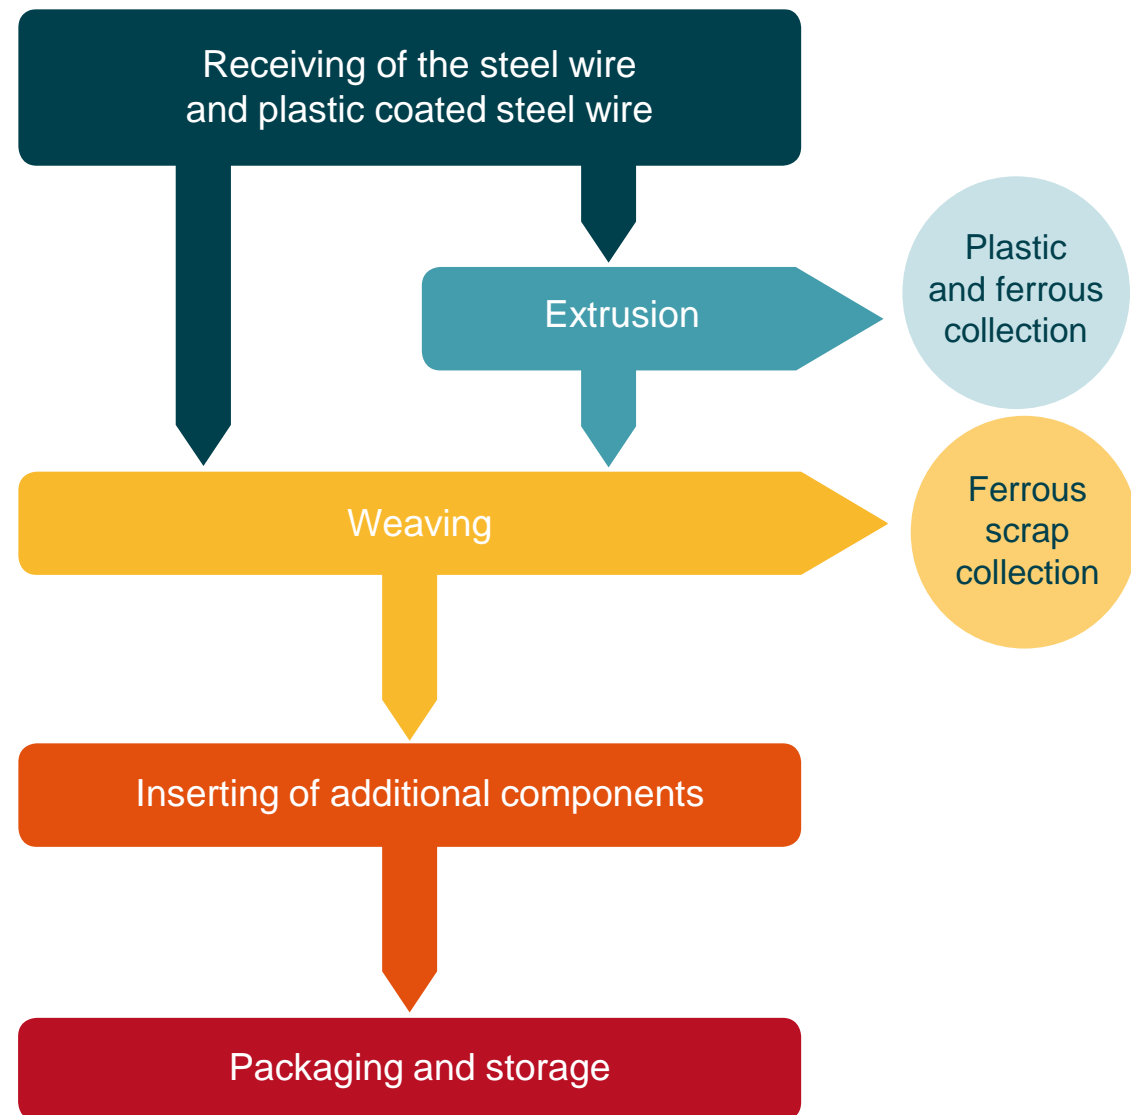 Receiving of the steel wire
and plastic coated steel wire
Extrusion
Plastic
and ferrous
collection
Weaving
Ferrous
scrap
collection
Inserting of additional components
Packaging and storage